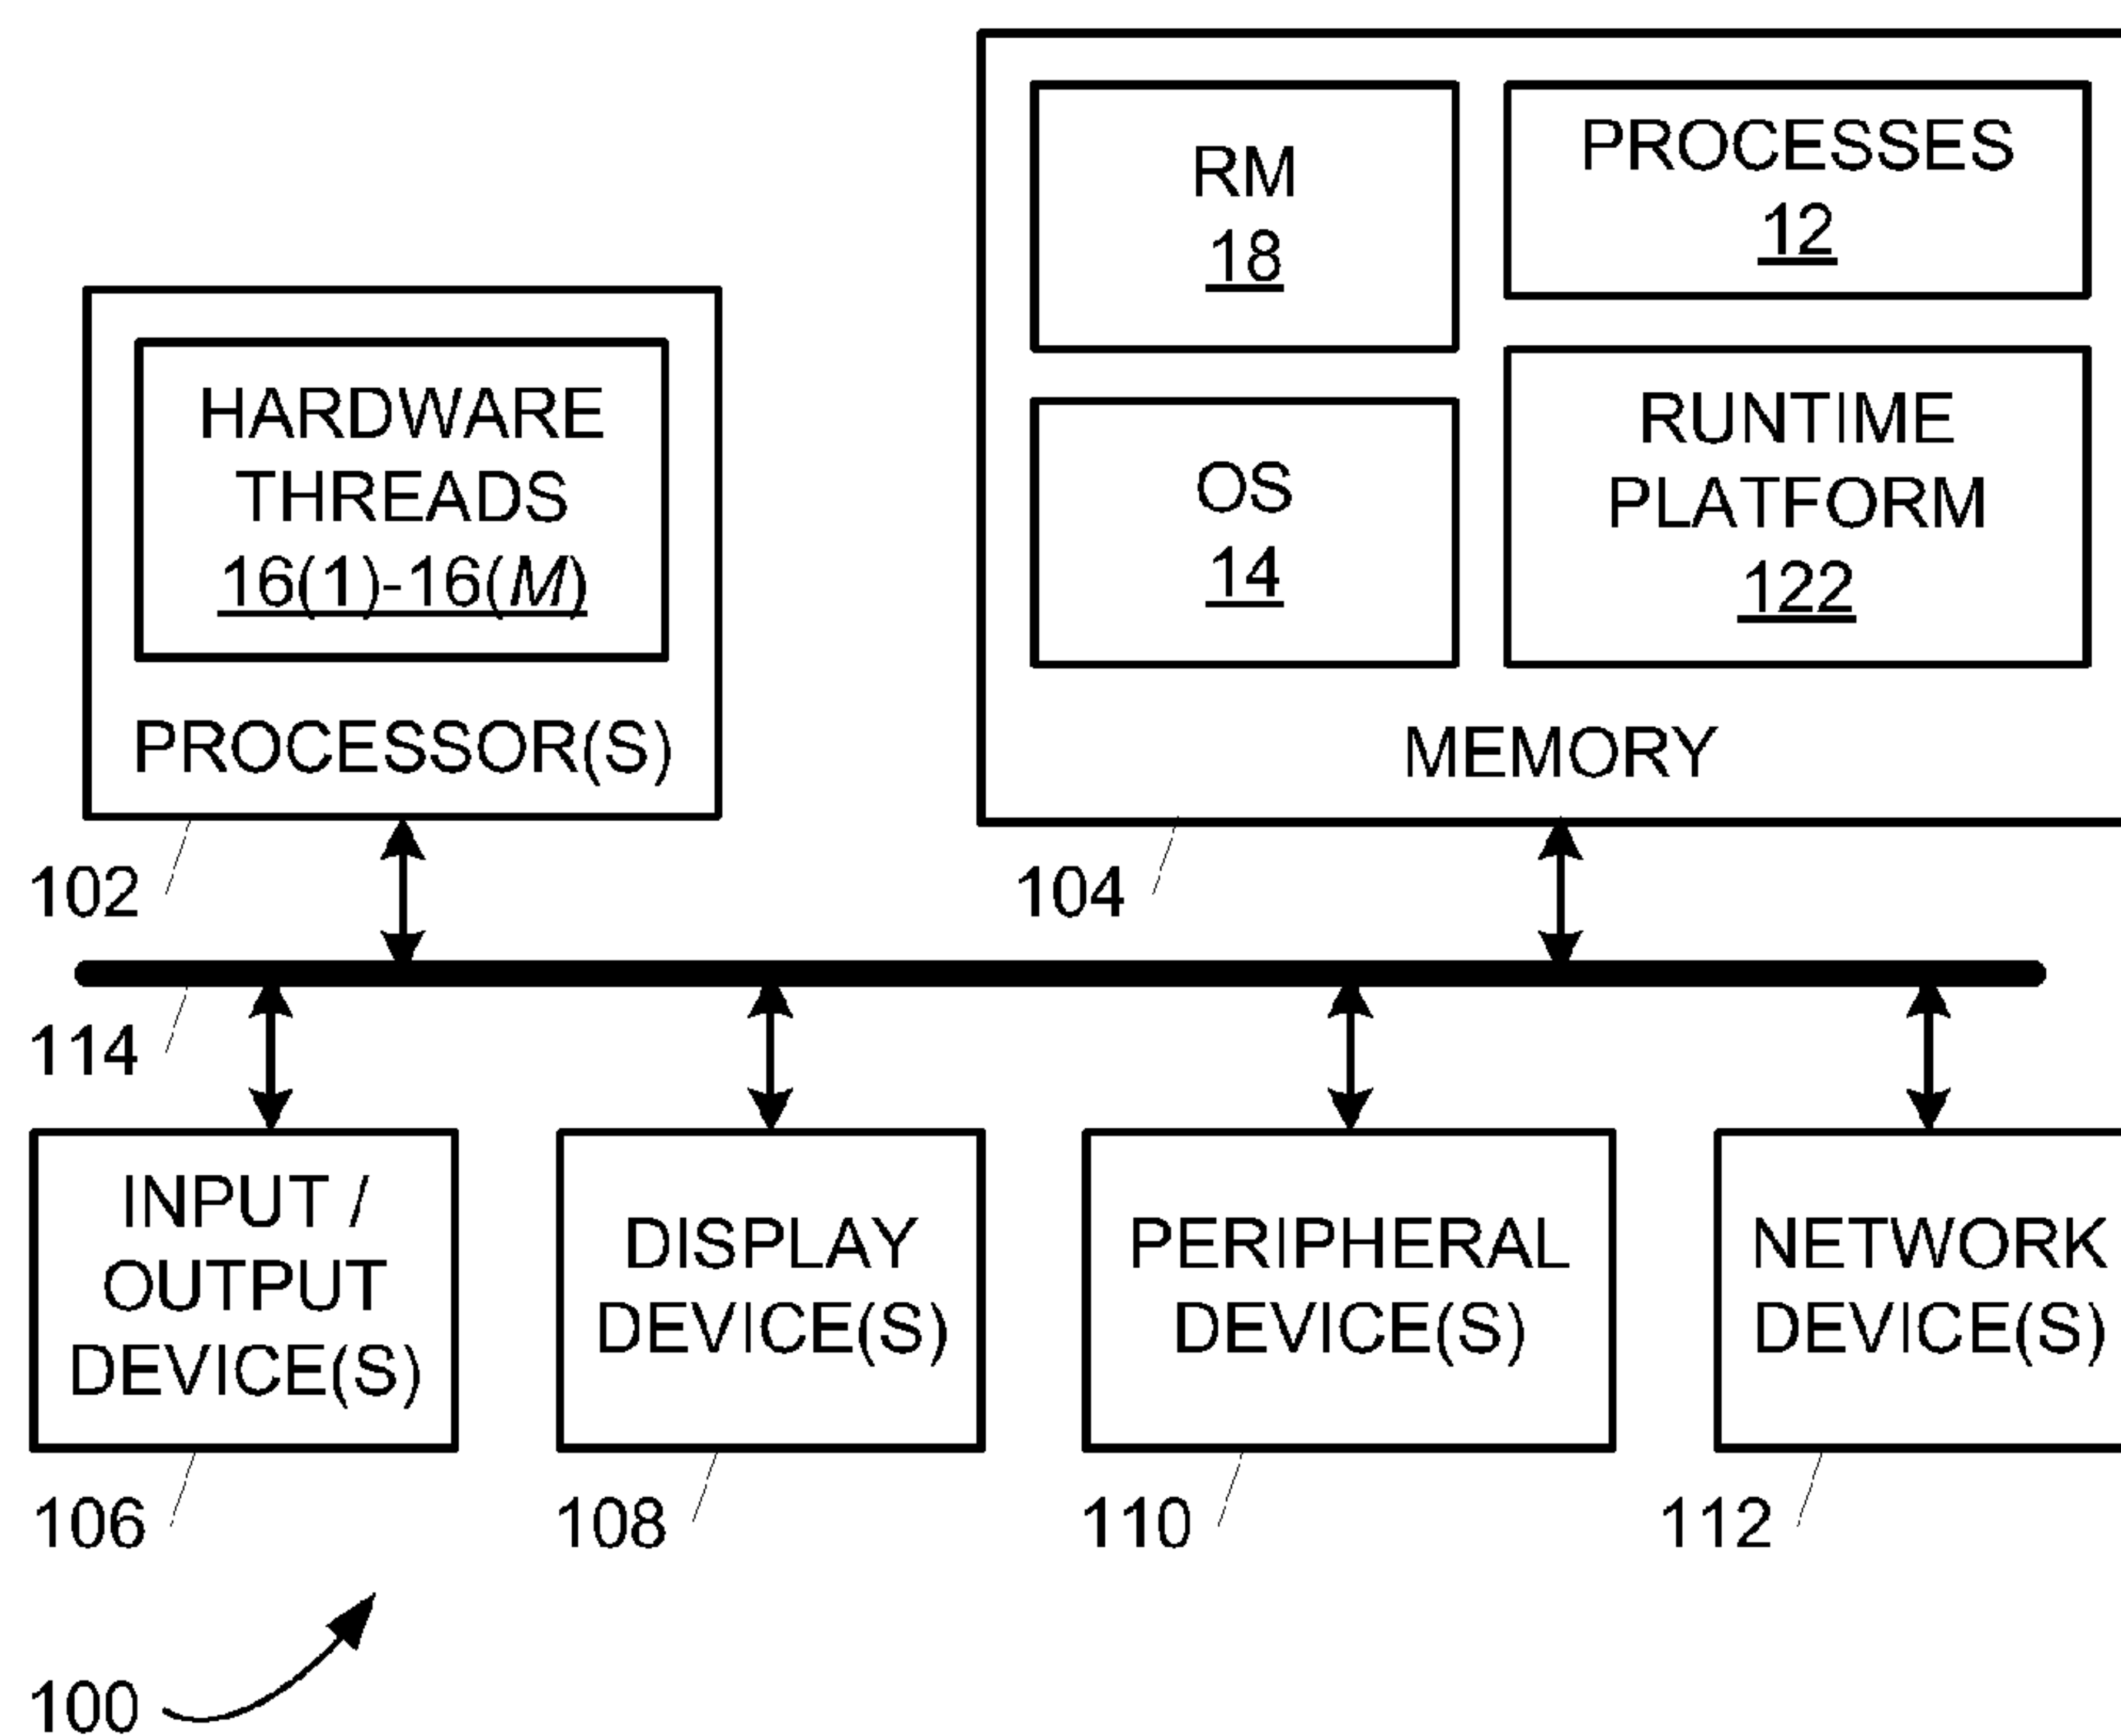 RM
18
PROCESSES
12
HARDWARE
THREADS
16(1)-16(M)
PROCESSOR(S)
OS
14
RUNTIME
PLATFORM
122
MEMORY
102
104
114
INPUT /
OUTPUT
DEVICE(S)
DISPLAY
DEVICE(S)
PERIPHERAL
DEVICE(S)
NETWORK
DEVICE(S)
106
108
110
112
100